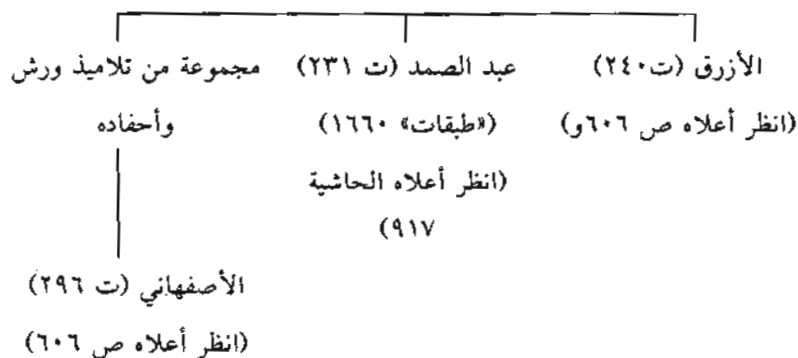 الأزرق (ت٢٤٠)
(انظر أعلاه ص ٦٠٦و)
عبد الصمد (ت ٢٣١)
(«طبقات» ١٦٦٠)
(انظر أعلاه الحاشية
٩١٧)
مجموعة من تلاميذ ورش
وأحفاده
الأصفهاني (ت ٢٩٦)
(انظر أعلاه ص ٦٠٦)